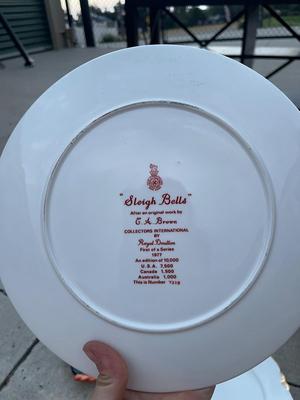 "Sleigh Bells"
After an original work by
C. A. Brown
COLLECTORS INTERNATIONAL
BY
Royal Doulton
First of a Series
1977
An edition of 10,000
U.S.A. 7,500
Canada 1,500
Australia 1,000
This is Number